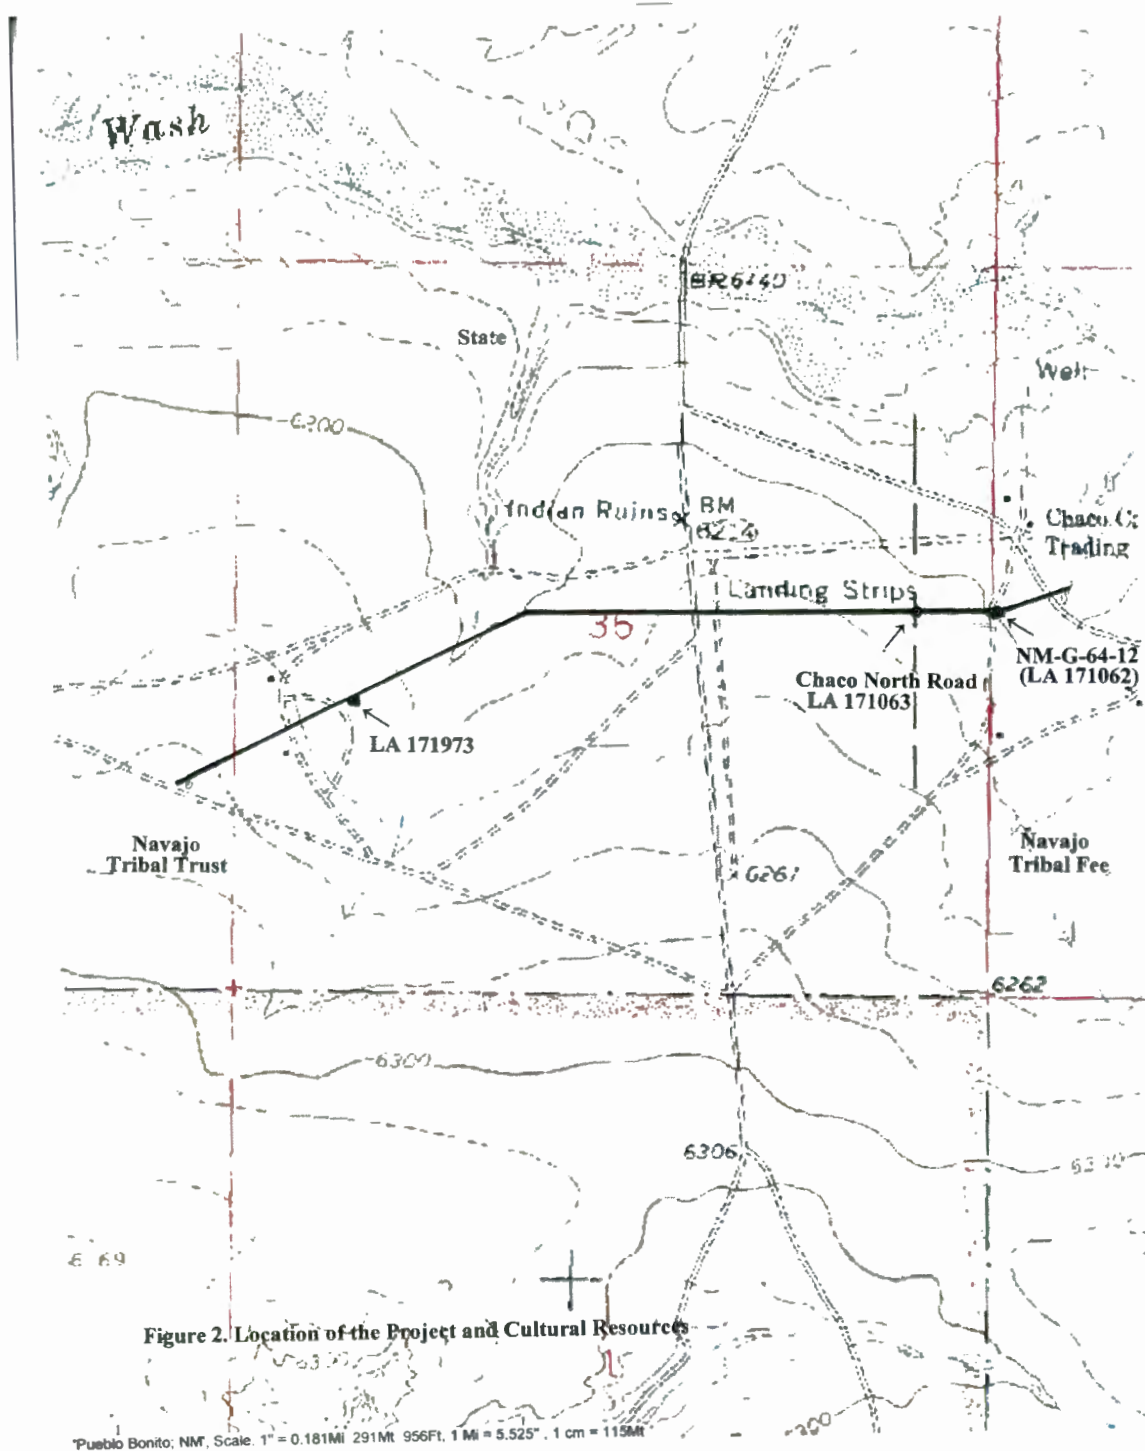 Wash
State
Well
6300
Indian Ruins
BM
Chaco C
Trading
Landing Strips
35
NM-G-64-12
(LA 171062)
Chaco North Road
LA 171063
LA 171973
Navajo
Tribal Trust
Navajo
Tribal Fee
6261
6262
6300
6306
1
Figure 2. Location of the Project and Cultural Resources
"Pueblo Bonito; NM", Scale. 1" = 0.181Mi 291Mt 956Ft, 1 Mi = 5.525", 1 cm = 115Mt